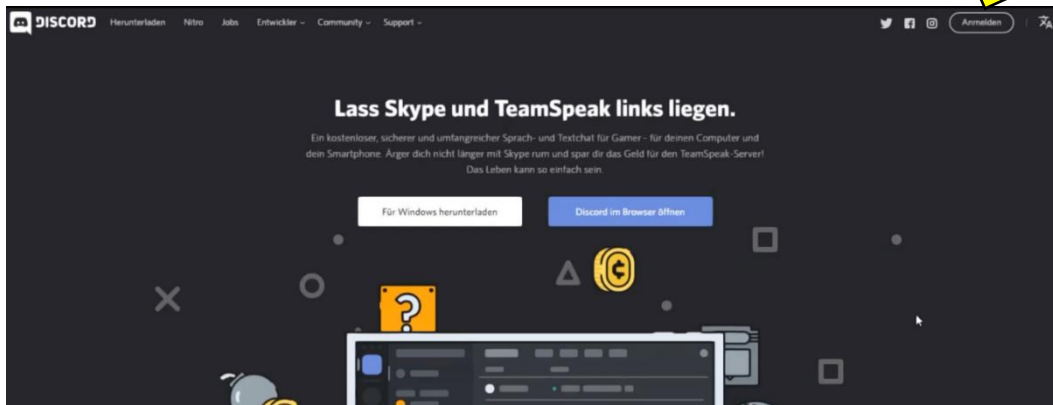 DISCORD Herunterladen Nitro Jobs Entwickler Community Support Anmelden
Lass Skype und TeamSpeak links liegen.
Ein kostenloser, sicherer und umfangreicher Sprach- und Textchat für Gamer – für deinen Computer und
dein Smartphone. Ärger dich nicht länger mit Skype rum und spar dir das Geld für den TeamSpeak-Server!
Das Leben kann so einfach sein.
Für Windows herunterladen Discord im Browser öffnen